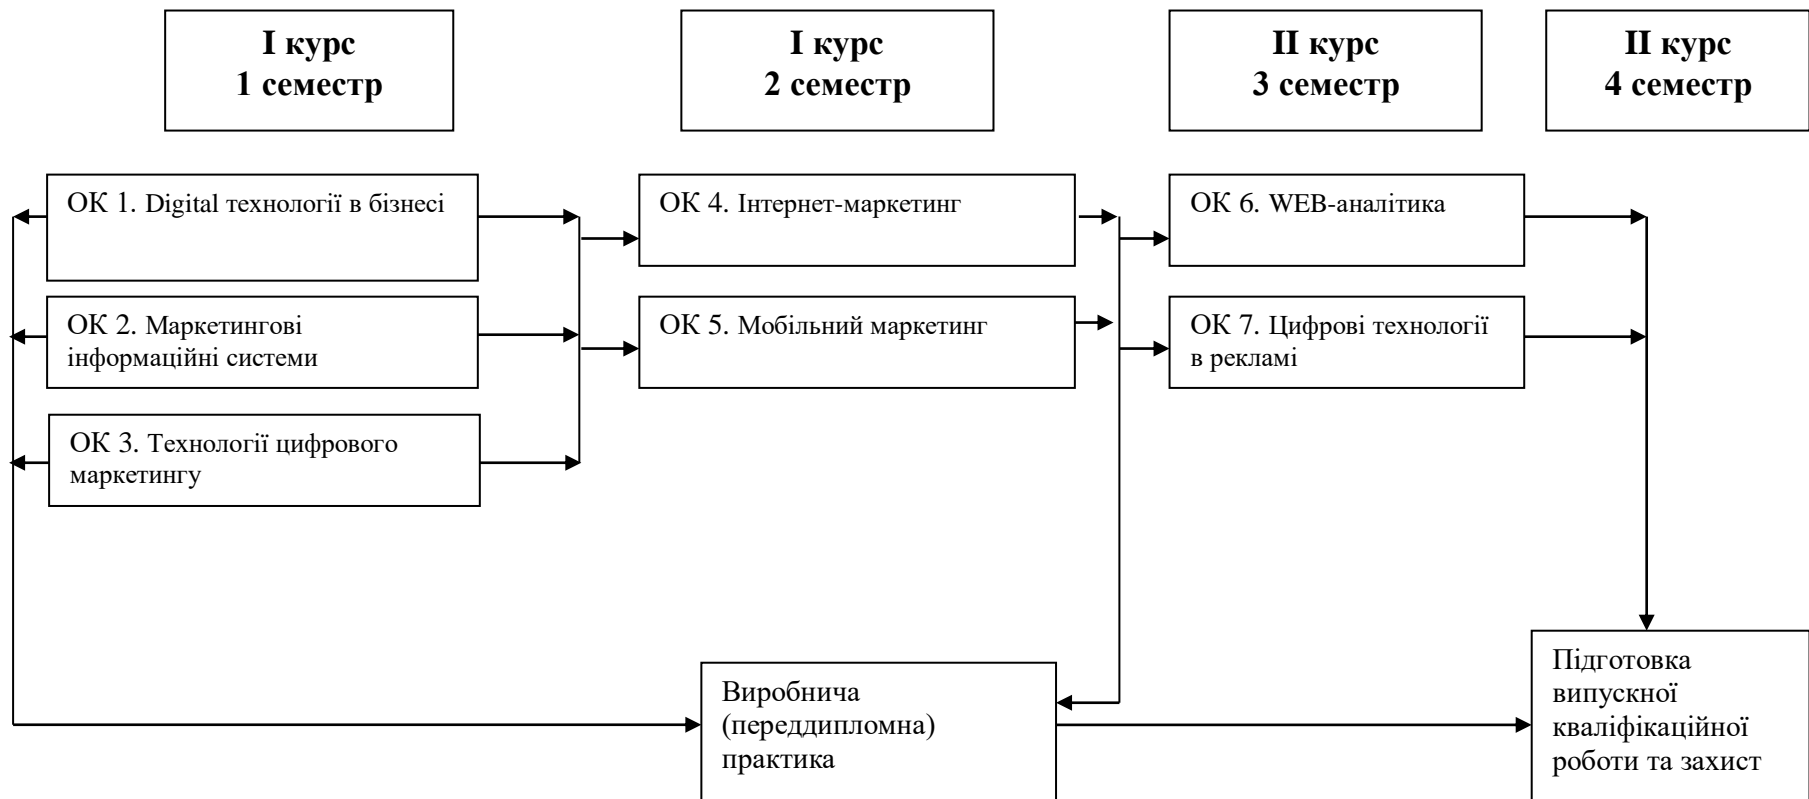 І курс
1 семестр
І курс
2 семестр
ІІ курс
3 семестр
ІІ курс
4 семестр
ОК 1. Digital технології в бізнесі
ОК 4. Інтернет-маркетинг
ОК 6. WEB-аналітика
ОК 2. Маркетингові
інформаційні системи
ОК 5. Мобільний маркетинг
ОК 7. Цифрові технології
в рекламі
ОК 3. Технології цифрового
маркетингу
Виробнича
(переддипломна)
практика
Підготовка
випускної
кваліфікаційної
роботи та захист